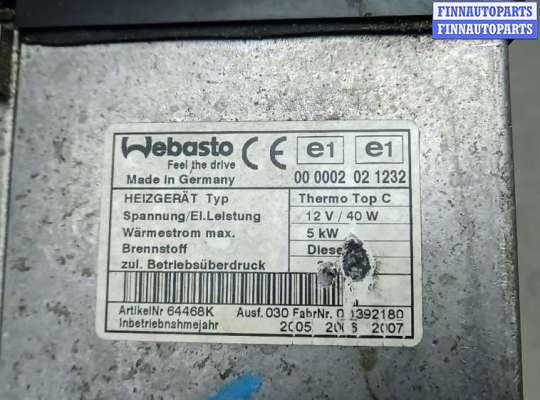 FINNAUTOPARTS
FINNAUTOPARTS
Webasto CE e1 e1
Feel the drive
Made in Germany 00 0002 02 1232
HEIZGERÄT Typ Thermo Top C
Spannung/El.Leistung 12 V / 40 W
Wärmestrom max. 5 kW
Brennstoff
zul. Betriebsüberdruck
ArtikelNr 64468K Ausf. 030 FabrNr.
Inbetriebnahmejahr 2005 2006 2007